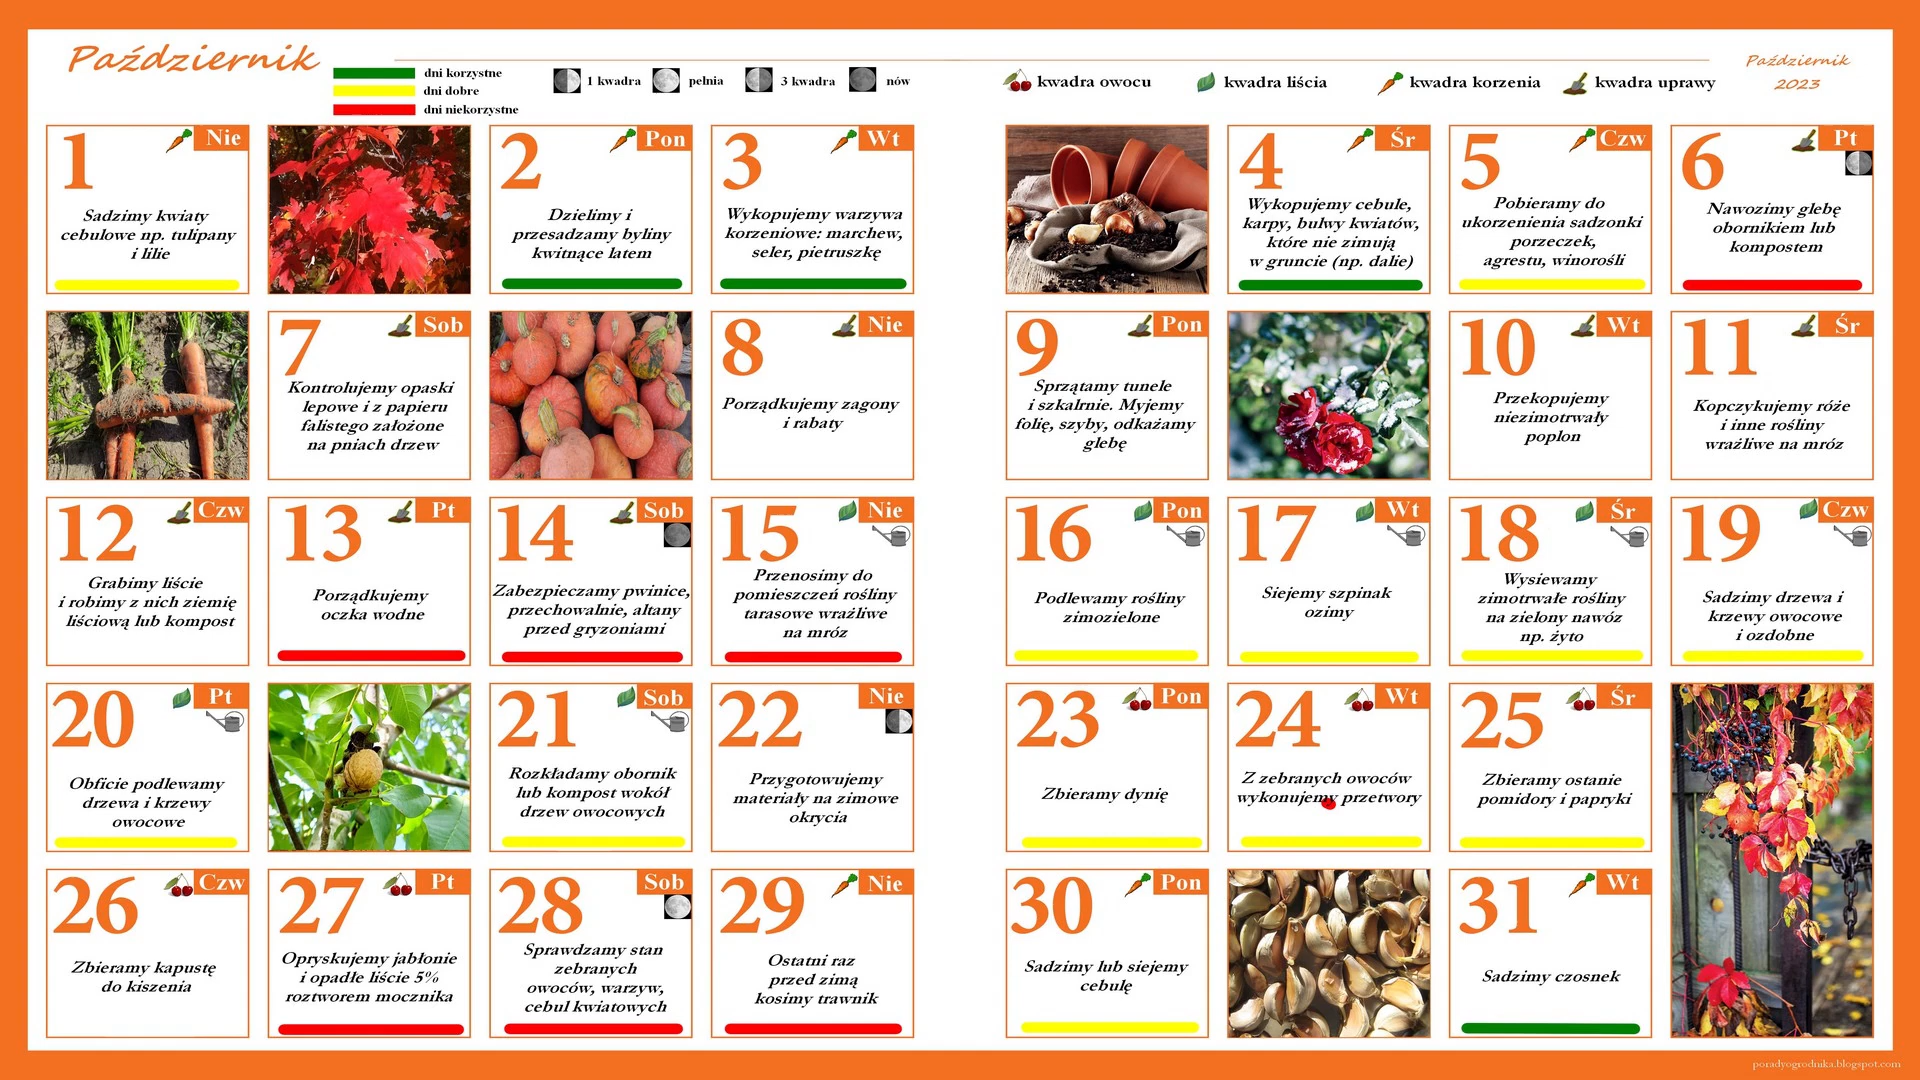 Październik
dni korzystne
dni dobre
dni niekorzystne
1 kwadra
pełnia
3 kwadra
nów
kwadra owocu
kwadra liścia
kwadra korzenia
kwadra uprawy
Październik
2023
1
Nie
Sadzimy kwiaty
cebulowe np. tulipany
i lilie
2
Pon
Dzielimy i
przesadzamy byliny
kwitnące latem
3
Wt
Wykopujemy warzywa
korzeniowe: marchew,
seler, pietruszkę
4
Śr
Wykopujemy cebule,
karpy, bulwy kwiatów,
które nie zimują
w gruncie (np. dalie)
5
Czw
Pobieramy do
ukorzenienia sadzonki
porzeczek,
agrestu, winorośli
6
Pt
Nawozimy glebę
obornikiem lub
kompostem
7
Sob
Kontrolujemy opaski
lepowe i z papieru
falistego założone
na pniach drzew
8
Nie
Porządkujemy zagony
i rabaty
9
Pon
Sprzątamy tunele
i szkalrnie. Myjemy
folię, szyby, odkażamy
glebę
10
Wt
Przekopujemy
niezimotrwały
poplon
11
Śr
Kopczykujemy róże
i inne rośliny
wrażliwe na mróz
12
Czw
Grabimy liście
i robimy z nich ziemię
liściową lub kompost
13
Pt
Porządkujemy
oczka wodne
14
Sob
Zabezpieczamy pwinice,
przechowalnie, altany
przed gryzoniami
15
Nie
Przenosimy do
pomieszczeń rośliny
tarasowe wrażliwe
na mróz
16
Pon
Podlewamy rośliny
zimozielone
17
Wt
Siejemy szpinak
ozimy
18
Śr
Wysiewamy
zimotrwałe rośliny
na zielony nawóz
np. żyto
19
Czw
Sadzimy drzewa i
krzewy owocowe
i ozdobne
20
Pt
Obficie podlewamy
drzewa i krzewy
owocowe
21
Sob
Rozkładamy obornik
lub kompost wokół
drzew owocowych
22
Nie
Przygotowujemy
materiały na zimowe
okrycia
23
Pon
Zbieramy dynię
24
Wt
Z zebranych owoców
wykonujemy przetwory
25
Śr
Zbieramy ostanie
pomidory i papryki
26
Czw
Zbieramy kapustę
do kiszenia
27
Pt
Opryskujemy jabłonie
i opadłe liście 5%
roztworem mocznika
28
Sob
Sprawdzamy stan
zebranych
owoców, warzyw,
cebul kwiatowych
29
Nie
Ostatni raz
przed zimą
kosimy trawnik
30
Pon
Sadzimy lub siejemy
cebulę
31
Wt
Sadzimy czosnek
poradyogrodnika.blogspot.com